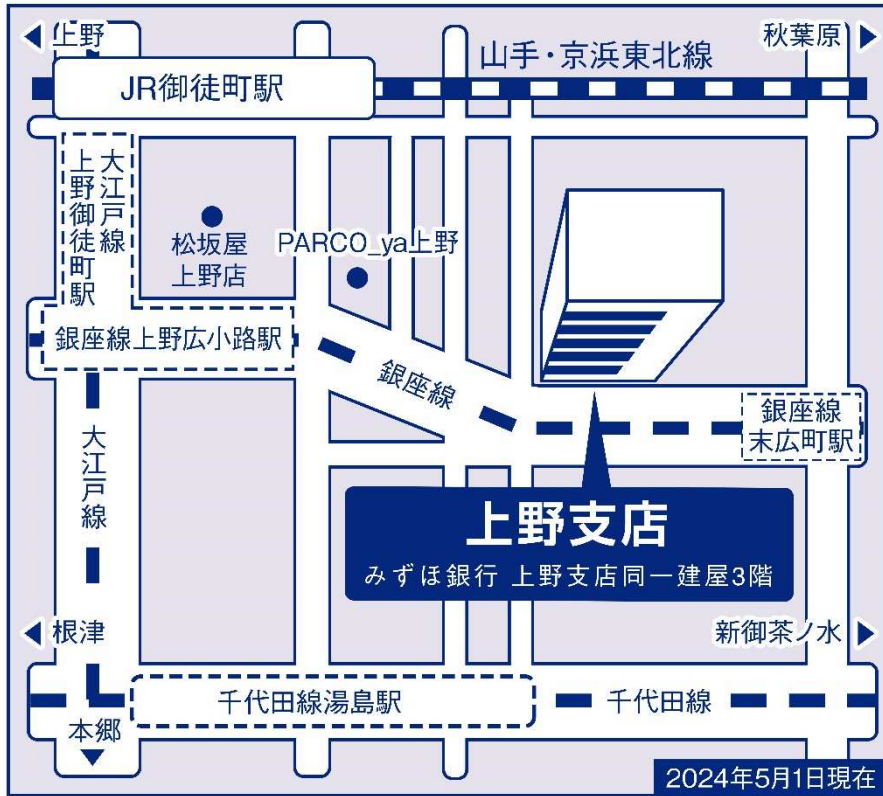 上野
秋葉原
山手・京浜東北線
JR御徒町駅
大江戸線
上野御徒町駅
松坂屋
上野店
PARCO_ya上野
銀座線上野広小路駅
銀座線
銀座線
末広町駅
大江戸線
上野支店
みずほ銀行 上野支店同一建屋3階
根津
新御茶ノ水
千代田線湯島駅
千代田線
本郷
2024年5月1日現在